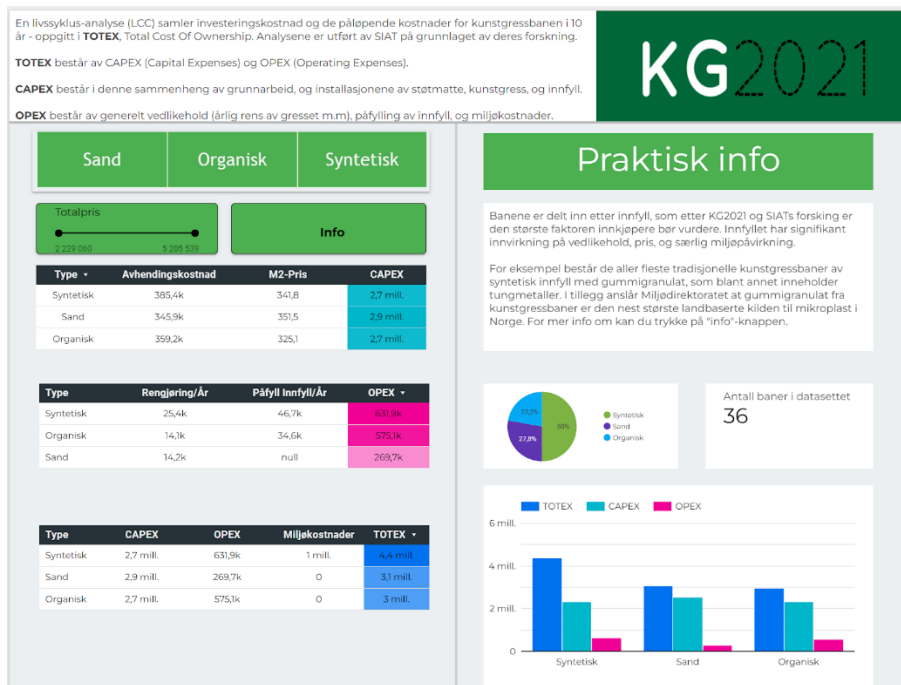 En livssyklus-analyse (LCC) samler investeringskostnad og de påløpende kostnader for kunstgressbanen i 10
år - oppgitt i TOTEX, Total Cost Of Ownership. Analysene er utført av SIAT på grunnlaget av deres forskning.
TOTEX består av CAPEX (Capital Expenses) og OPEX (Operating Expenses).
CAPEX består i denne sammenheng av grunnarbeid, og installasjonene av støtmatte, kunstgress, og innfyll.
OPEX består av generelt vedlikehold (årlig rens av gresset m.m), påfylling av innfyll, og miljøkostnader.
KG2021
Sand Organisk Syntetisk
Totalpris
2 229 060 5 205 539
Info
Type Avhendingskostnad M2-Pris CAPEX
Syntetisk 385,4k 341,8 2,7 mill.
Sand 345,9k 351,5 2,9 mill.
Organisk 359,2k 325,1 2,7 mill.
Type Rengjøring/År Påfyll Innfyll/År OPEX
Syntetisk 25,4k 46,7k 631,9k
Organisk 14,1k 34,6k 575,1k
Sand 14,2k null 269,7k
Type CAPEX OPEX Miljøkostnader TOTEX
Syntetisk 2,7 mill. 631,9k 1 mill. 4,4 mill.
Sand 2,9 mill. 269,7k 0 3,1 mill.
Organisk 2,7 mill. 575,1k 0 3 mill.
Praktisk info
Banene er delt inn etter innfyll, som etter KG2021 og SIATs forsking er
den største faktoren innkjøpere bør vurdere. Innfyllet har signifikant
innvirkning på vedlikehold, pris, og særlig miljøpåvirkning.
For eksempel består de aller fleste tradisjonelle kunstgressbaner av
syntetisk innfyll med gummigranulat, som blant annet inneholder
tungmetaller. I tillegg anslår Miljødirektoratet at gummigranulat fra
kunstgressbaner er den nest største landbaserte kilden til mikroplast i
Norge. For mer info om kan du trykke på "info"-knappen.
22,2%
27,8%
50%
Syntetisk
Sand
Organisk
Antall baner i datasettet
36
TOTEX CAPEX OPEX
6 mill.
4 mill.
2 mill.
0
Syntetisk Sand Organisk